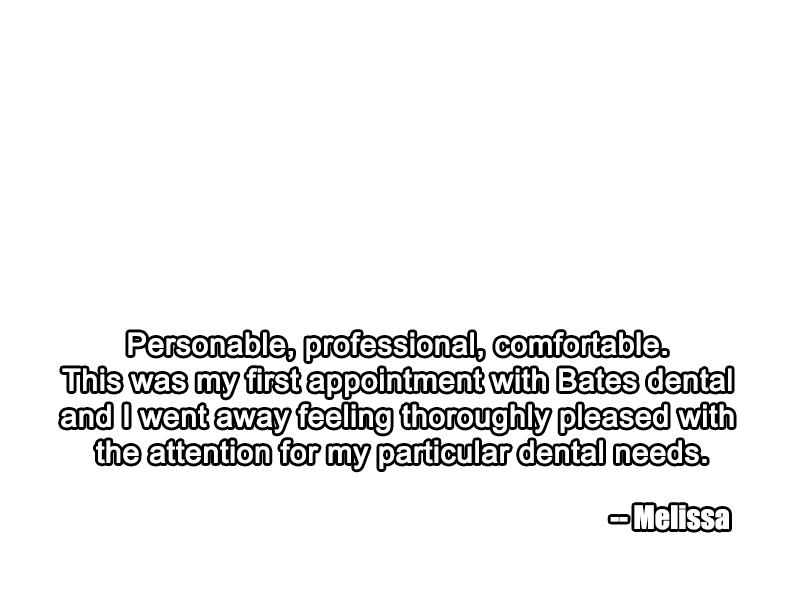 Personable, professional, comfortable.
This was my first appointment with Bates dental
and I went away feeling thoroughly pleased with
the attention for my particular dental needs.
-- Melissa